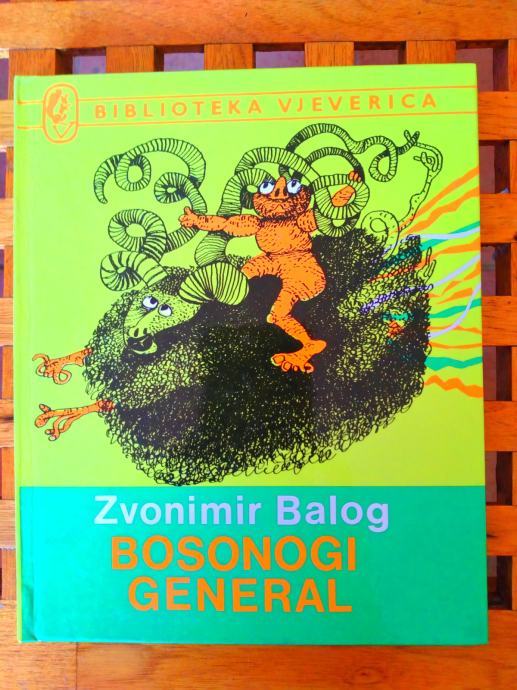 BIBLIOTEKA VJEVERICA
Zvonimir Balog
BOSONOGI
GENERAL